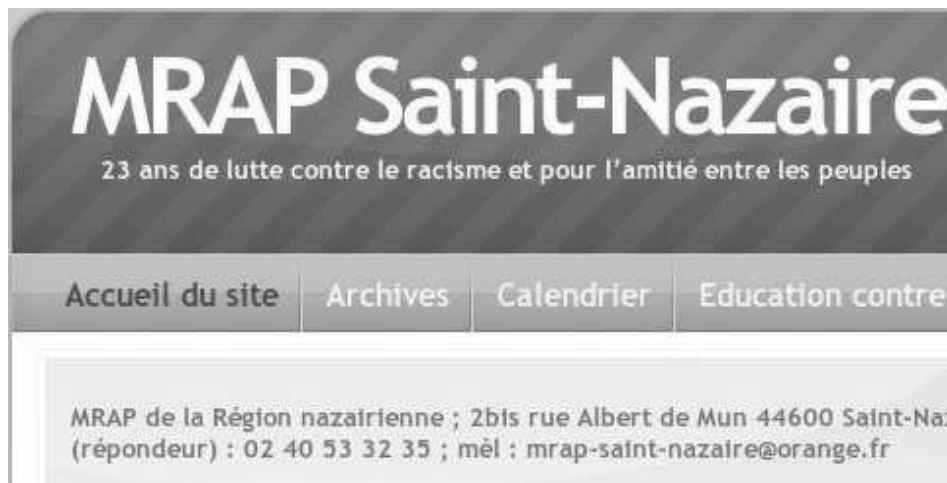 MRAP Saint-Nazaire
23 ans de lutte contre le racisme et pour l'amitié entre les peuples
Accueil du site Archives Calendrier Education contre
MRAP de la Région nazairienne ; 2bis rue Albert de Mun 44600 Saint-Naz
(répondeur) : 02 40 53 32 35 ; mèl : mrap-saint-nazaire@orange.fr